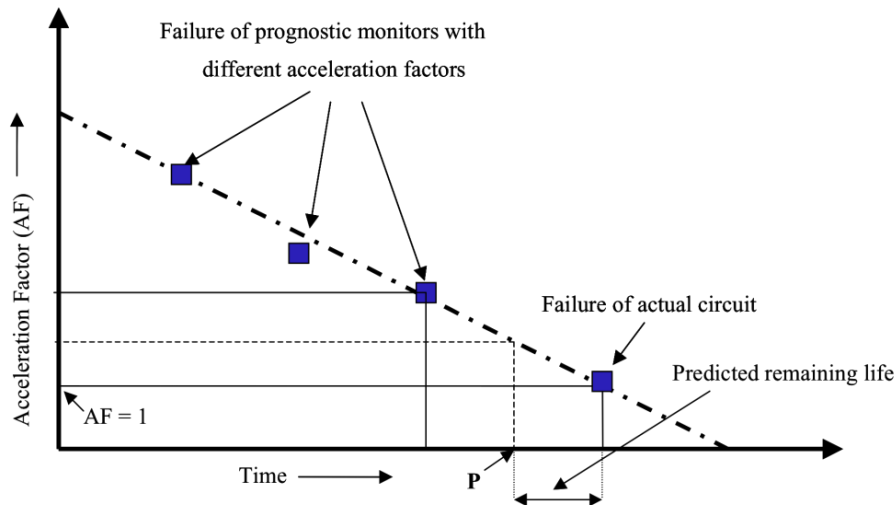 Failure of prognostic monitors with
different acceleration factors
Acceleration Factor (AF)
Failure of actual circuit
Predicted remaining life
AF = 1
Time
P